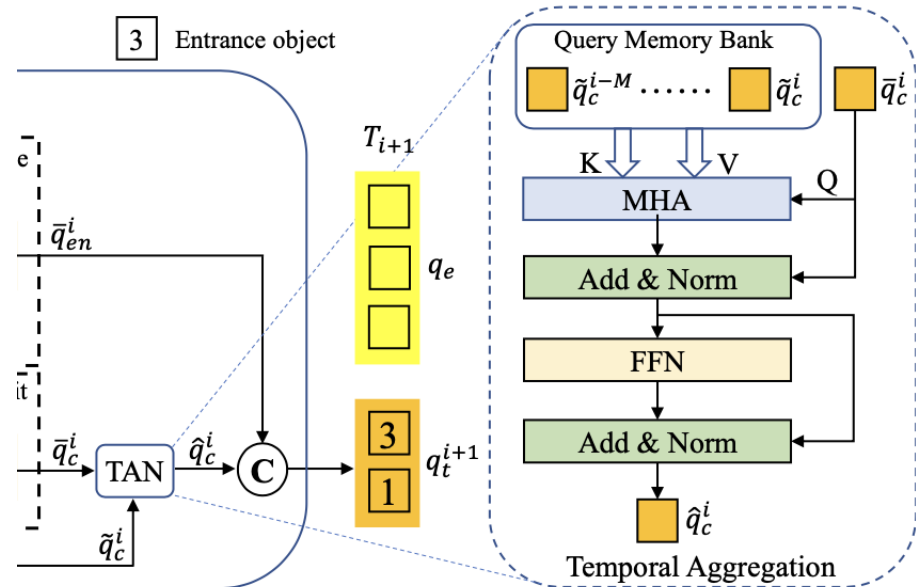 3 Entrance object
e
q̄_en^i
it
q̄_c^i
TAN
q̂_c^i
C
q̃_c^i
T_{i+1}
q_e
3
1
q_t^{i+1}
Query Memory Bank
q̃_c^{i-M} ······ q̃_c^i
q̄_c^i
K V Q
MHA
Add & Norm
FFN
Add & Norm
q̂_c^i
Temporal Aggregation